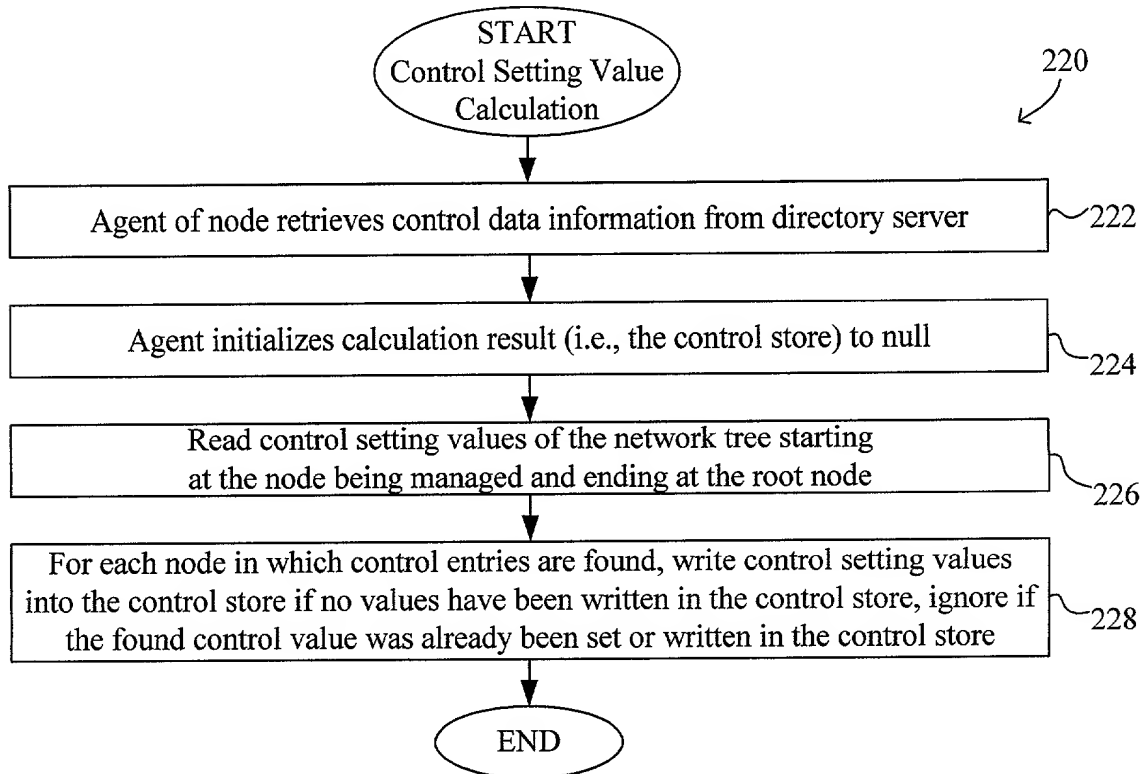 START
Control Setting Value
Calculation
220
Agent of node retrieves control data information from directory server
222
Agent initializes calculation result (i.e., the control store) to null
224
Read control setting values of the network tree starting
at the node being managed and ending at the root node
226
For each node in which control entries are found, write control setting values
into the control store if no values have been written in the control store, ignore if
the found control value was already been set or written in the control store
228
END